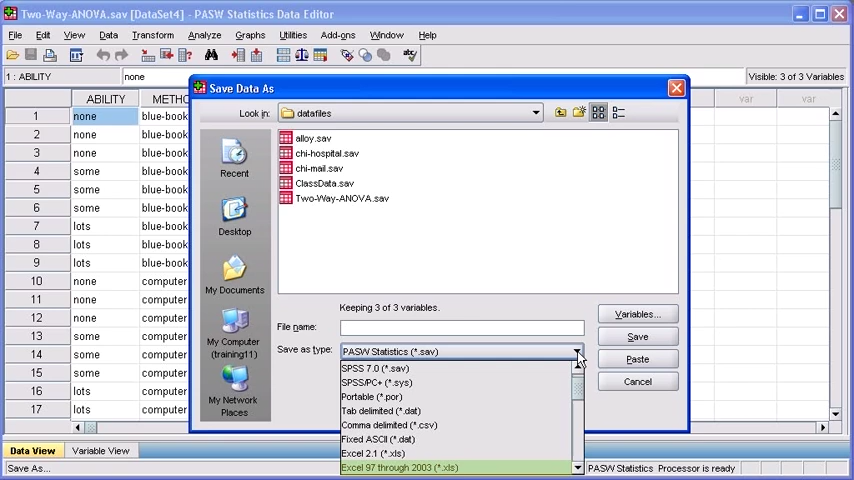 Two-Way-ANOVA.sav [DataSet4] - PASW Statistics Data Editor
File Edit View Data Transform Analyze Graphs Utilities Add-ons Window Help
1 : ABILITY none Visible: 3 of 3 Variables
ABILITY METHO var var
1 none blue-book
2 none blue-book
3 none blue-book
4 some blue-book
5 some blue-book
6 some blue-book
7 lots blue-book
8 lots blue-book
9 lots blue-book
10 none computer
11 none computer
12 none computer
13 some computer
14 some computer
15 some computer
16 lots computer
17 lots computer
Save Data As
Look in: datafiles
Recent
Desktop
My Documents
My Computer
(training11)
My Network
Places
alloy.sav
chi-hospital.sav
chi-mail.sav
ClassData.sav
Two-Way-ANOVA.sav
Keeping 3 of 3 variables.
Variables...
File name:
Save
Save as type: PASW Statistics (*.sav)
Paste
Cancel
SPSS 7.0 (*.sav)
SPSS/PC+ (*.sys)
Portable (*.por)
Tab delimited (*.dat)
Comma delimited (*.csv)
Fixed ASCII (*.dat)
Excel 2.1 (*.xls)
Excel 97 through 2003 (*.xls)
Data View Variable View
Save As... PASW Statistics Processor is ready